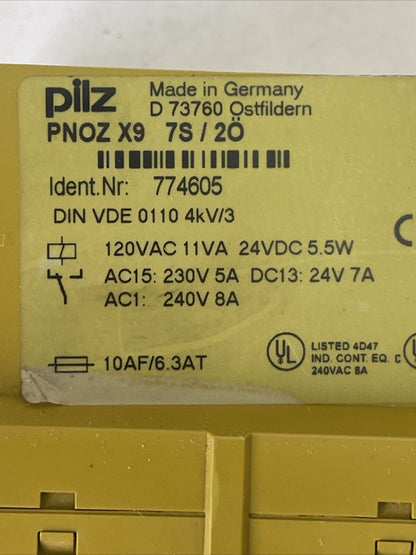 pilz Made in Germany
D 73760 Ostfildern
PNOZ X9 7S / 2Ö
Ident.Nr: 774605
DIN VDE 0110 4kV/3
120VAC 11VA 24VDC 5.5W
AC15: 230V 5A DC13: 24V 7A
AC1: 240V 8A
10AF/6.3AT
UL LISTED 4D47
IND. CONT. EQ.
240VAC 8A